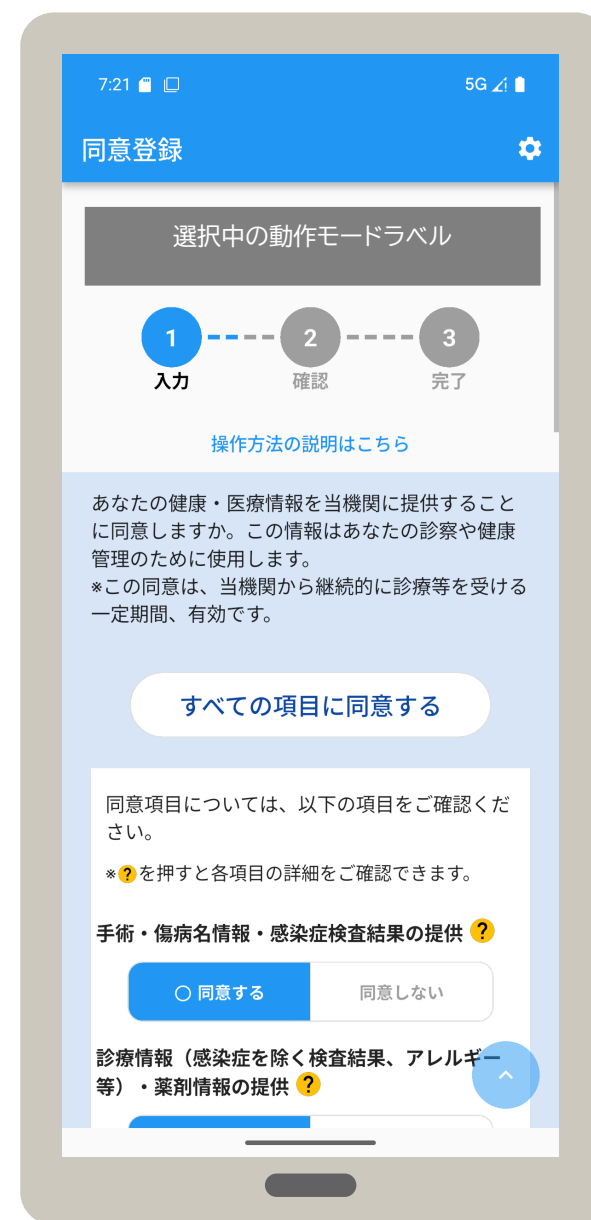 7:21 5G
同意登録
選択中の動作モードラベル
1 2 3
入力 確認 完了
操作方法の説明はこちら
あなたの健康・医療情報を当機関に提供すること
に同意しますか。この情報はあなたの診察や健康
管理のために使用します。
※この同意は、当機関から継続的に診療等を受ける
一定期間、有効です。
すべての項目に同意する
同意項目については、以下の項目をご確認くだ
さい。
※?を押すと各項目の詳細をご確認できます。
手術・傷病名情報・感染症検査結果の提供 ?
〇 同意する 同意しない
診療情報（感染症を除く検査結果、アレルギー
等）・薬剤情報の提供 ?